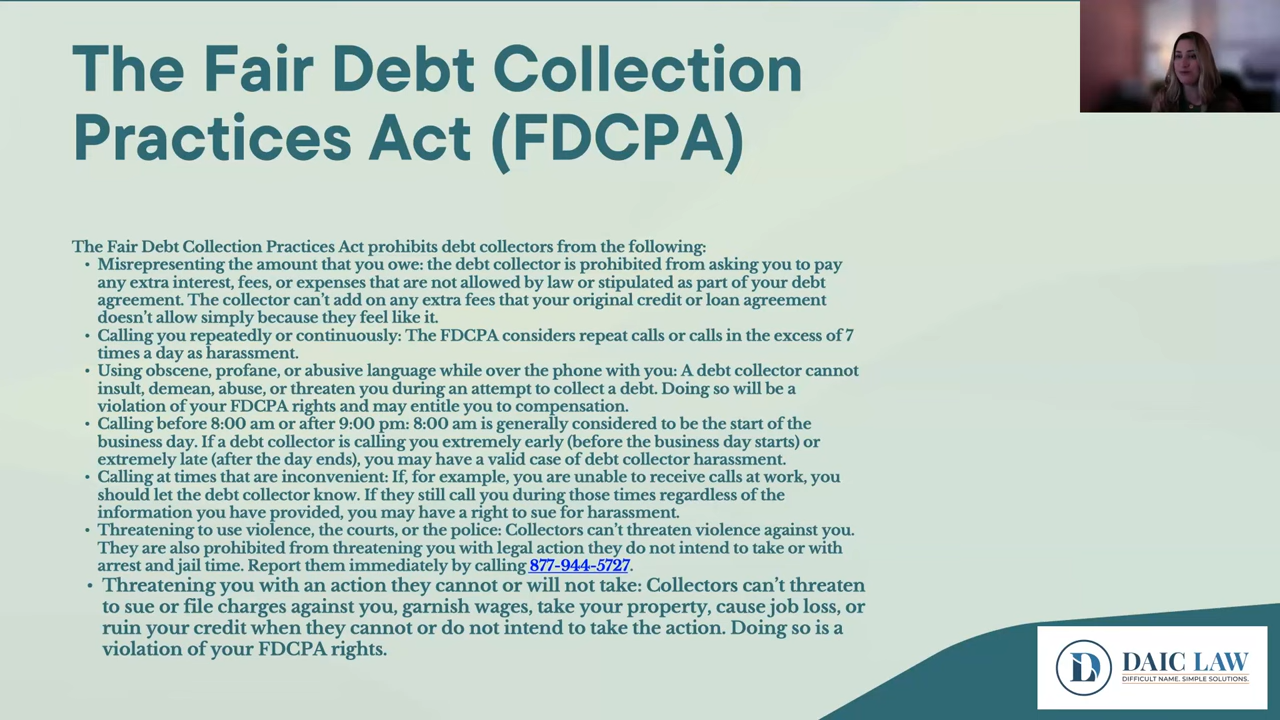 The Fair Debt Collection
Practices Act (FDCPA)
The Fair Debt Collection Practices Act prohibits debt collectors from the following:
• Misrepresenting the amount that you owe: the debt collector is prohibited from asking you to pay
any extra interest, fees, or expenses that are not allowed by law or stipulated as part of your debt
agreement. The collector can't add on any extra fees that your original credit or loan agreement
doesn't allow simply because they feel like it.
• Calling you repeatedly or continuously: The FDCPA considers repeat calls or calls in the excess of 7
times a day as harassment.
• Using obscene, profane, or abusive language while over the phone with you: A debt collector cannot
insult, demean, abuse, or threaten you during an attempt to collect a debt. Doing so will be a
violation of your FDCPA rights and may entitle you to compensation.
• Calling before 8:00 am or after 9:00 pm: 8:00 am is generally considered to be the start of the
business day. If a debt collector is calling you extremely early (before the business day starts) or
extremely late (after the day ends), you may have a valid case of debt collector harassment.
• Calling at times that are inconvenient: If, for example, you are unable to receive calls at work, you
should let the debt collector know. If they still call you during those times regardless of the
information you have provided, you may have a right to sue for harassment.
• Threatening to use violence, the courts, or the police: Collectors can't threaten violence against you.
They are also prohibited from threatening you with legal action they do not intend to take or with
arrest and jail time. Report them immediately by calling 877-944-5727.
• Threatening you with an action they cannot or will not take: Collectors can't threaten
to sue or file charges against you, garnish wages, take your property, cause job loss, or
ruin your credit when they cannot or do not intend to take the action. Doing so is a
violation of your FDCPA rights.
DAIC LAW
DIFFICULT NAME. SIMPLE SOLUTIONS.